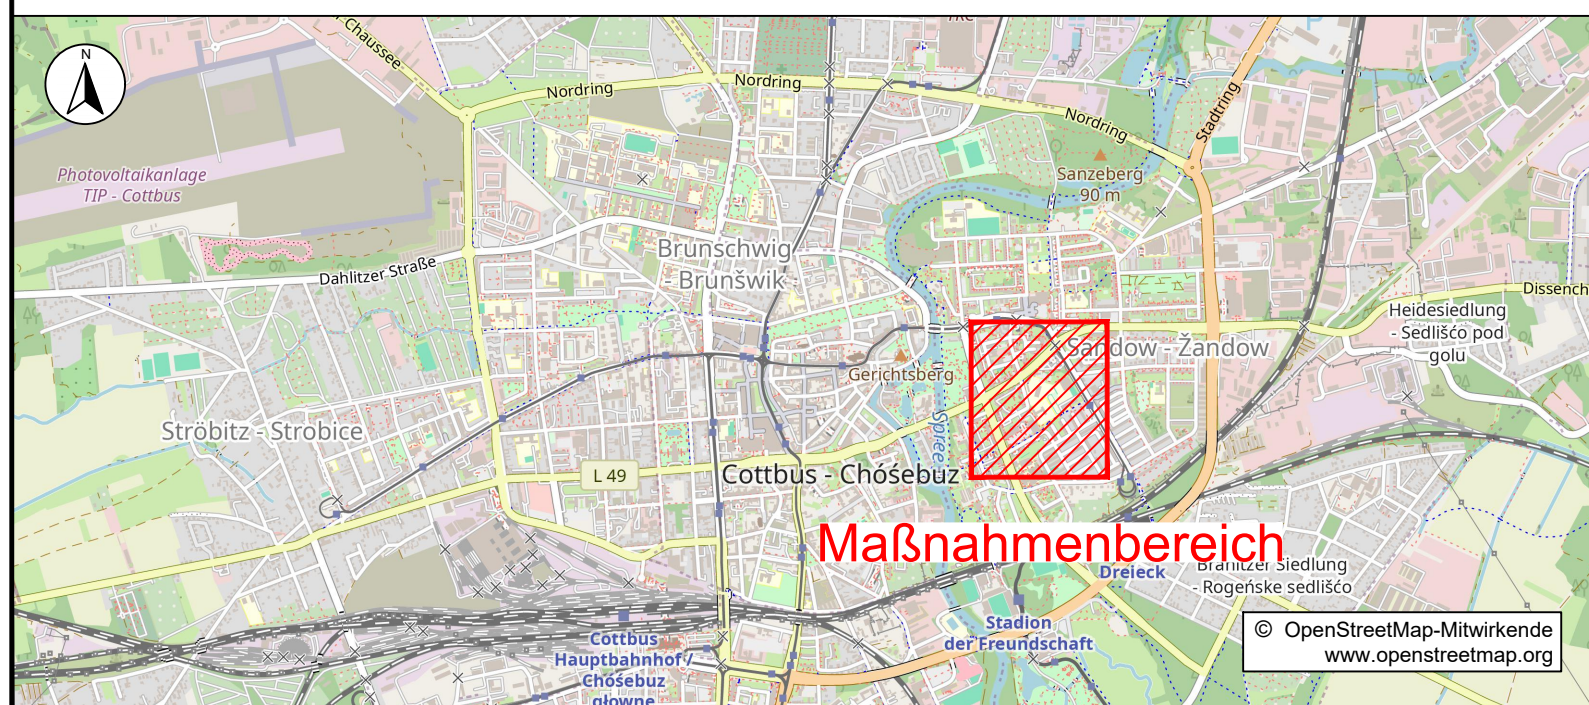 N
-Chaussee
Nordring
Nordring
Nordring
Stadtring
Photovoltaikanlage
TIP - Cottbus
Sanzeberg
90 m
Brunschwig
- Brunšwik
Dahlitzer Straße
Dissench
Heidesiedlung
- Sedlišćo pod
golu
Sandow - Žandow
Gerichtsberg
Spree
Ströbitz - Strobice
L 49
Cottbus - Chóśebuz
Maßnahmenbereich
Dreieck
Branitzer Siedlung
- Rogeńske sedlišćo
Stadion
der Freundschaft
Cottbus
Hauptbahnhof /
Chóśebuz
głowne
© OpenStreetMap-Mitwirkende
www.openstreetmap.org